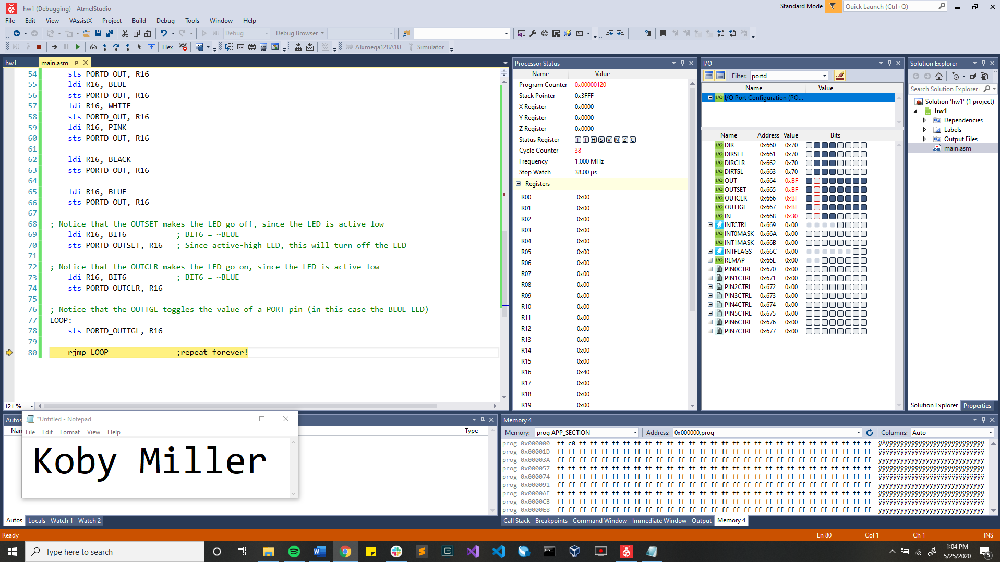 hw1 (Debugging) - AtmelStudio
Standard Mode
Quick Launch (Ctrl+Q)
File Edit View VAssistX Project Build Debug Tools Window Help
Debug Debug Browser
Hex ATxmega128A1U Simulator
hw1 main.asm
54 sts PORTD_OUT, R16
55 ldi R16, BLUE
56 sts PORTD_OUT, R16
57 ldi R16, WHITE
58 sts PORTD_OUT, R16
59 ldi R16, PINK
60 sts PORTD_OUT, R16
61
62 ldi R16, BLACK
63 sts PORTD_OUT, R16
64
65 ldi R16, BLUE
66 sts PORTD_OUT, R16
67
68 ; Notice that the OUTSET makes the LED go off, since the LED is active-low
69 ldi R16, BIT6 ; BIT6 = ~BLUE
70 sts PORTD_OUTSET, R16 ; Since active-high LED, this will turn off the LED
71
72 ; Notice that the OUTCLR makes the LED go on, since the LED is active-low
73 ldi R16, BIT6 ; BIT6 = ~BLUE
74 sts PORTD_OUTCLR, R16
75
76 ; Notice that the OUTTGL toggles the value of a PORT pin (in this case the BLUE LED)
77 LOOP:
78 sts PORTD_OUTTGL, R16
79
80 rjmp LOOP ;repeat forever!
121 %
Processor Status
Name Value
Program Counter 0x00000120
Stack Pointer 0x3FFF
X Register 0x0000
Y Register 0x0000
Z Register 0x0000
Status Register I T H S V N Z C
Cycle Counter 38
Frequency 1.000 MHz
Stop Watch 38.00 µs
Registers
R00 0x00
R01 0x00
R02 0x00
R03 0x00
R04 0x00
R05 0x00
R06 0x00
R07 0x00
R08 0x00
R09 0x00
R10 0x00
R11 0x00
R12 0x00
R13 0x00
R14 0x00
R15 0x00
R16 0x40
R17 0x00
R18 0x00
R19 0x00
I/O
Filter: portd
Name Value
I/O I/O Port Configuration (PO...
Name Address Value Bits
I/O DIR 0x660 0x70
I/O DIRSET 0x661 0x70
I/O DIRCLR 0x662 0x70
I/O DIRTGL 0x663 0x70
I/O OUT 0x664 0xBF
I/O OUTSET 0x665 0xBF
I/O OUTCLR 0x666 0xBF
I/O OUTTGL 0x667 0xBF
I/O IN 0x668 0x30
INTCTRL 0x669 0x00
I/O INT0MASK 0x66A 0x00
I/O INT1MASK 0x66B 0x00
INTFLAGS 0x66C 0x00
I/O REMAP 0x66E 0x00
PIN0CTRL 0x670 0x00
PIN1CTRL 0x671 0x00
PIN2CTRL 0x672 0x00
PIN3CTRL 0x673 0x00
PIN4CTRL 0x674 0x00
PIN5CTRL 0x675 0x00
PIN6CTRL 0x676 0x00
PIN7CTRL 0x677 0x00
Solution Explorer
Search Solution Explorer
Solution 'hw1' (1 project)
hw1
Dependencies
Labels
Output Files
asm main.asm
Solution Explorer Properties
Autos
Nam Type
*Untitled - Notepad
File Edit Format View Help
Koby Miller
Autos Locals Watch 1 Watch 2
Memory 4
Memory: prog APP_SECTION Address: 0x000000,prog Columns: Auto
prog 0x000000 ff c0 ff ff ff ff ff ff ff ff ff ff ff ff ff ff ff ff ff ff ff ff ff ff ff ff ff ff ff ÿÀÿÿÿÿÿÿÿÿÿÿÿÿÿÿÿÿÿÿÿÿÿÿÿÿÿÿÿ
prog 0x00001D ff ff ff ff ff ff ff ff ff ff ff ff ff ff ff ff ff ff ff ff ff ff ff ff ff ff ff ff ff ÿÿÿÿÿÿÿÿÿÿÿÿÿÿÿÿÿÿÿÿÿÿÿÿÿÿÿÿÿ
prog 0x00003A ff ff ff ff ff ff ff ff ff ff ff ff ff ff ff ff ff ff ff ff ff ff ff ff ff ff ff ff ff ÿÿÿÿÿÿÿÿÿÿÿÿÿÿÿÿÿÿÿÿÿÿÿÿÿÿÿÿÿ
prog 0x000057 ff ff ff ff ff ff ff ff ff ff ff ff ff ff ff ff ff ff ff ff ff ff ff ff ff ff ff ff ff ÿÿÿÿÿÿÿÿÿÿÿÿÿÿÿÿÿÿÿÿÿÿÿÿÿÿÿÿÿ
prog 0x000074 ff ff ff ff ff ff ff ff ff ff ff ff ff ff ff ff ff ff ff ff ff ff ff ff ff ff ff ff ff ÿÿÿÿÿÿÿÿÿÿÿÿÿÿÿÿÿÿÿÿÿÿÿÿÿÿÿÿÿ
prog 0x000091 ff ff ff ff ff ff ff ff ff ff ff ff ff ff ff ff ff ff ff ff ff ff ff ff ff ff ff ff ff ÿÿÿÿÿÿÿÿÿÿÿÿÿÿÿÿÿÿÿÿÿÿÿÿÿÿÿÿÿ
prog 0x0000AE ff ff ff ff ff ff ff ff ff ff ff ff ff ff ff ff ff ff ff ff ff ff ff ff ff ff ff ff ff ÿÿÿÿÿÿÿÿÿÿÿÿÿÿÿÿÿÿÿÿÿÿÿÿÿÿÿÿÿ
prog 0x0000CB ff ff ff ff ff ff ff ff ff ff ff ff ff ff ff ff ff ff ff ff ff ff ff ff ff ff ff ff ff ÿÿÿÿÿÿÿÿÿÿÿÿÿÿÿÿÿÿÿÿÿÿÿÿÿÿÿÿÿ
prog 0x0000E8 ff ff ff ff ff ff ff ff ff ff ff ff ff ff ff ff ff ff ff ff ff ff ff ff ff ff ff ff ff ÿÿÿÿÿÿÿÿÿÿÿÿÿÿÿÿÿÿÿÿÿÿÿÿÿÿÿÿÿ
Call Stack Breakpoints Command Window Immediate Window Output Memory 4
Ready Ln 80 Col 1 Ch 1 INS
Type here to search
1:04 PM
5/25/2020
5